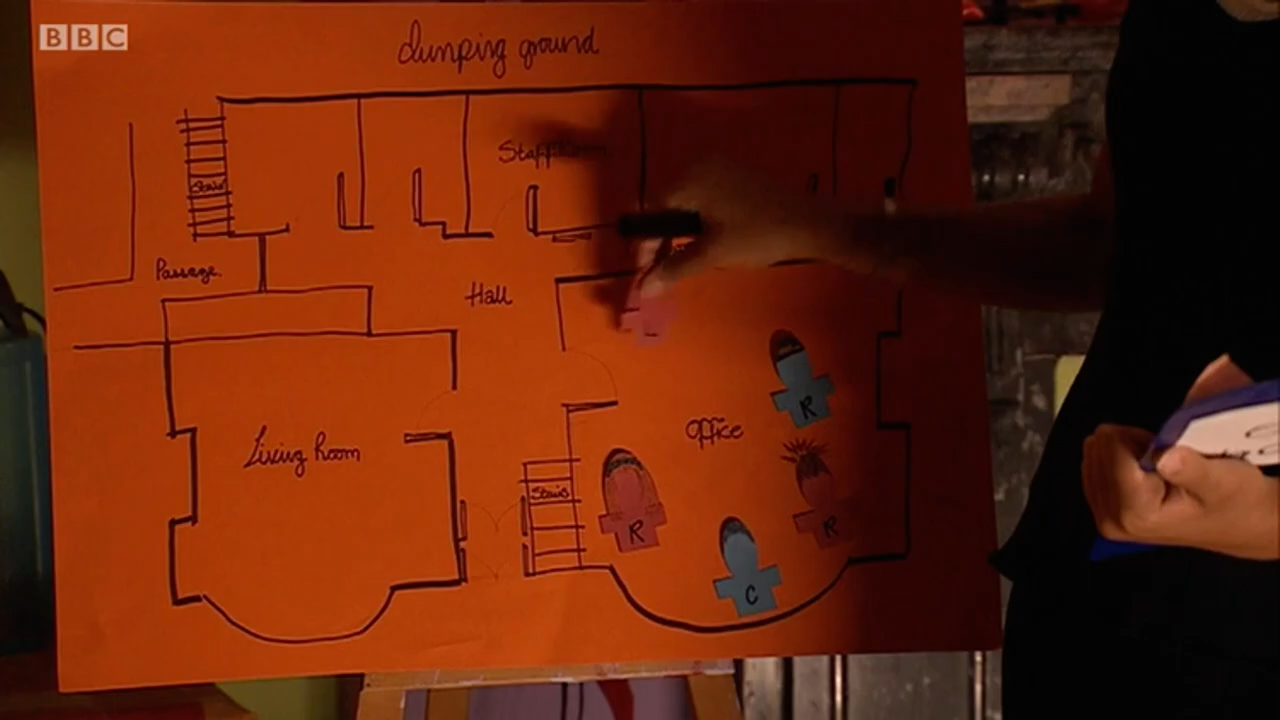 BBC
dumping ground
Staff Room
Stairs
Passage.
Hall
R
Office
Living Room
Stairs
R
R
C